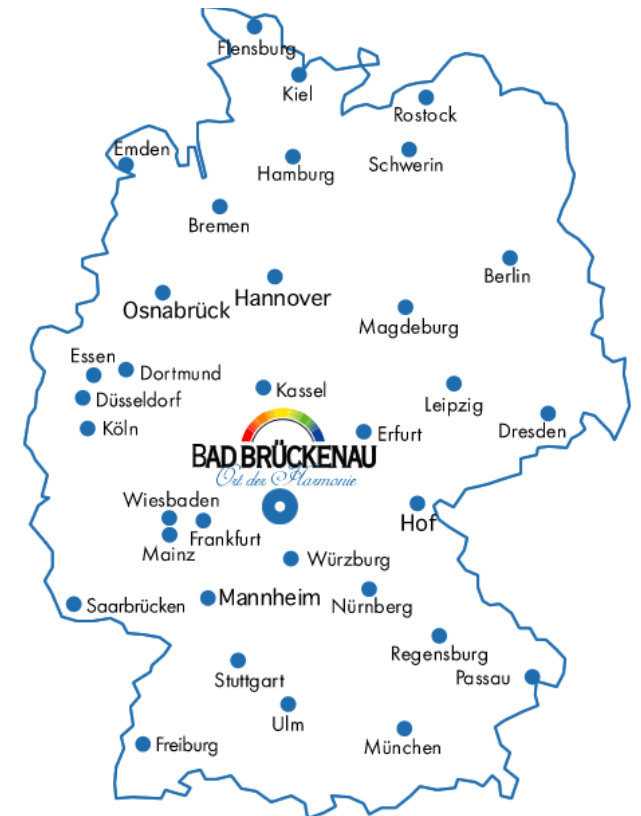 Flensburg
Kiel
Rostock
Emden
Hamburg
Schwerin
Bremen
Berlin
Osnabrück
Hannover
Magdeburg
Essen
Dortmund
Kassel
Düsseldorf
Leipzig
Köln
Erfurt
Dresden
BAD BRÜCKENAU
Ort der Harmonie
Wiesbaden
Hof
Frankfurt
Mainz
Würzburg
Saarbrücken
Mannheim
Nürnberg
Regensburg
Stuttgart
Passau
Ulm
Freiburg
München